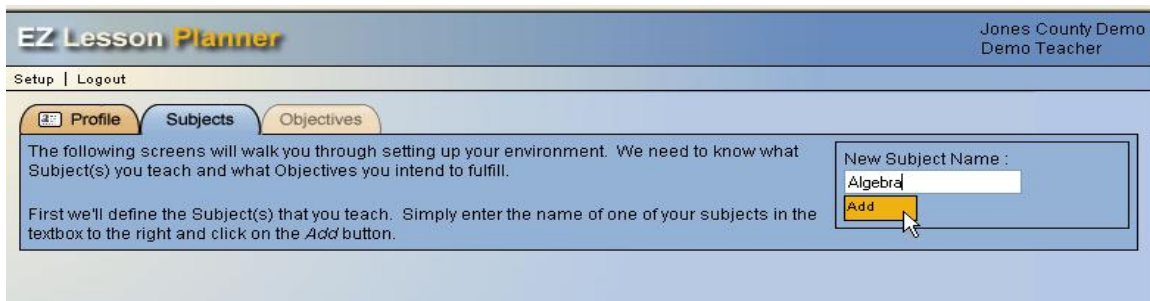 EZ Lesson Planner
Jones County Demo
Demo Teacher
Setup | Logout
Profile
Subjects
Objectives
The following screens will walk you through setting up your environment. We need to know what
Subject(s) you teach and what Objectives you intend to fulfill.
First we'll define the Subject(s) that you teach. Simply enter the name of one of your subjects in the
textbox to the right and click on the Add button.
New Subject Name :
Algebra
Add